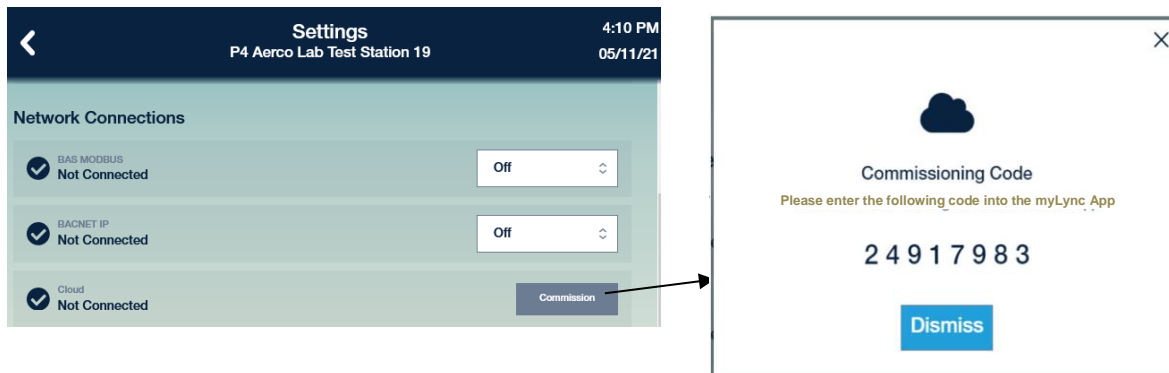 Settings
P4 Aerco Lab Test Station 19
4:10 PM
05/11/21
Network Connections
BAS MODBUS
Not Connected
Off
BACNET IP
Not Connected
Off
Cloud
Not Connected
Commission
Commissioning Code
Please enter the following code into the myLync App
24917983
Dismiss